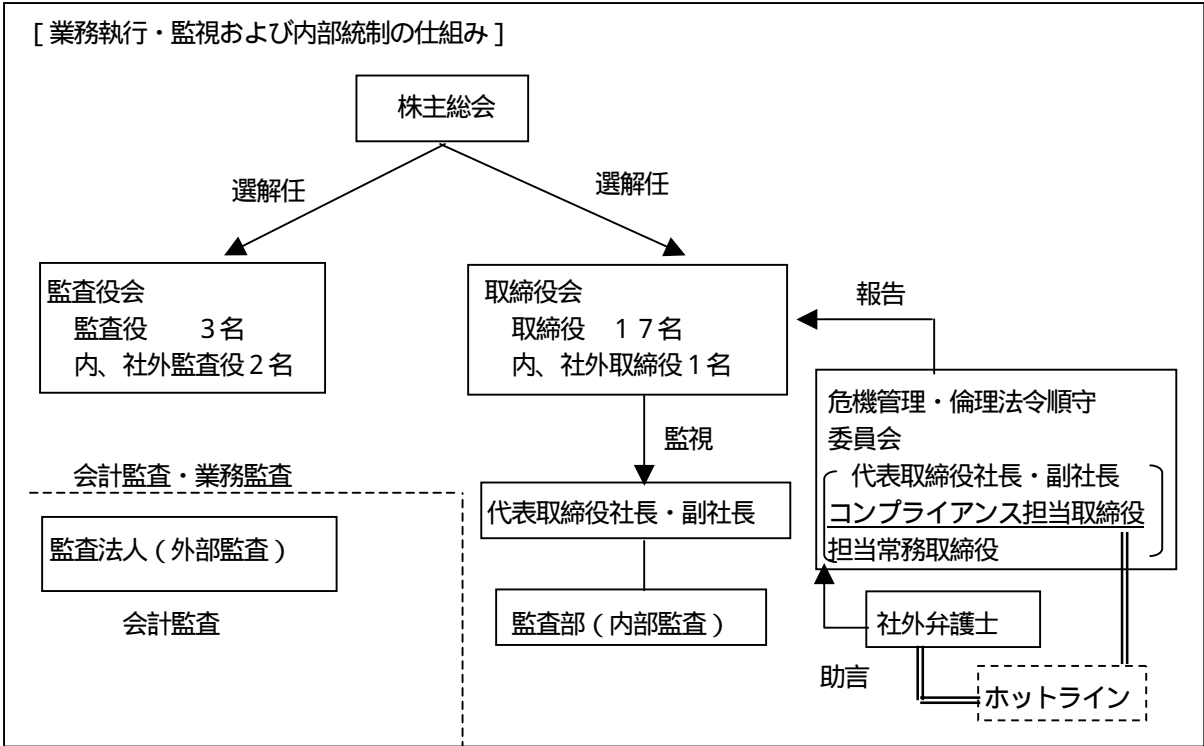 [ 業務執行・監視および内部統制の仕組み ]
株主総会
選解任
選解任
監査役会
監査役　　３名
内、社外監査役２名
取締役会
取締役　１７名
内、社外取締役１名
報告
危機管理・倫理法令順守
委員会
代表取締役社長・副社長
コンプライアンス担当取締役
担当常務取締役
監視
会計監査・業務監査
代表取締役社長・副社長
監査法人（外部監査）
会計監査
監査部（内部監査）
社外弁護士
助言
ホットライン